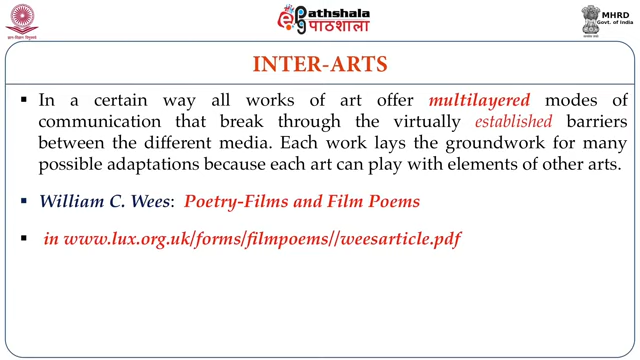 ePathshala
पाठशाला
MHRD
Govt. of India
INTER-ARTS
▪ In a certain way all works of art offer multilayered modes of
communication that break through the virtually established barriers
between the different media. Each work lays the groundwork for many
possible adaptations because each art can play with elements of other arts.
▪ William C. Wees: Poetry-Films and Film Poems
▪ in www.lux.org.uk/forms/filmpoems//weesarticle.pdf